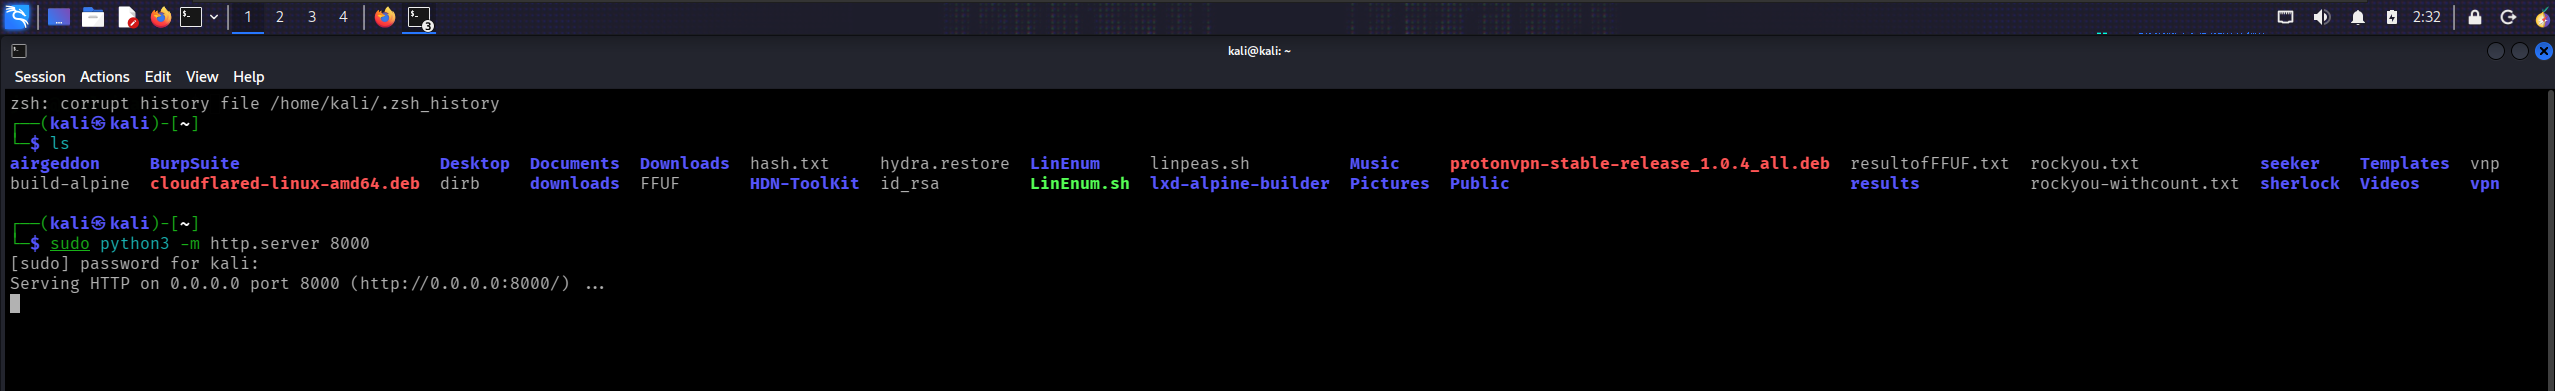 1 2 3 4 3 2:32
kali@kali: ~
Session Actions Edit View Help
zsh: corrupt history file /home/kali/.zsh_history
┌──(kali㉿kali)-[~]
└─$ ls
airgeddon BurpSuite Desktop Documents Downloads hash.txt hydra.restore LinEnum linpeas.sh Music protonvpn-stable-release_1.0.4_all.deb resultofFFUF.txt rockyou.txt seeker Templates vnp
build-alpine cloudflared-linux-amd64.deb dirb downloads FFUF HDN-ToolKit id_rsa LinEnum.sh lxd-alpine-builder Pictures Public results rockyou-withcount.txt sherlock Videos vpn
┌──(kali㉿kali)-[~]
└─$ sudo python3 -m http.server 8000
[sudo] password for kali:
Serving HTTP on 0.0.0.0 port 8000 (http://0.0.0.0:8000/) ...